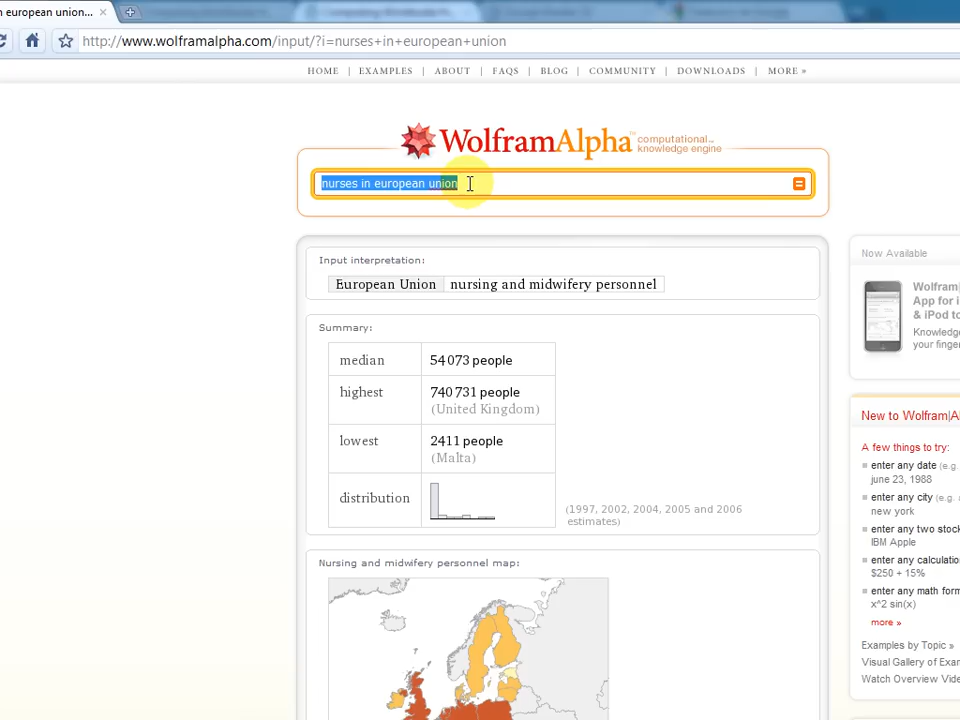 n european union...
http://www.wolframalpha.com/input/?i=nurses+in+european+union
HOME | EXAMPLES | ABOUT | FAQS | BLOG | COMMUNITY | DOWNLOADS | MORE »
WolframAlpha™ computational...
knowledge engine
nurses in european union
Input interpretation:
European Union nursing and midwifery personnel
Summary:
median 54073 people
highest 740731 people
(United Kingdom)
lowest 2411 people
(Malta)
distribution
(1997, 2002, 2004, 2005 and 2006
estimates)
Nursing and midwifery personnel map:
Now Available
Wolfram|
App for i
& iPod to
Knowledg
your finger
New to Wolfram|Al
A few things to try:
enter any date (e.g.
june 23, 1988
enter any city (e.g.
new york
enter any two stock
IBM Apple
enter any calculatio
$250 + 15%
enter any math form
x^2 sin(x)
more »
Examples by Topic »
Visual Gallery of Exam
Watch Overview Vide